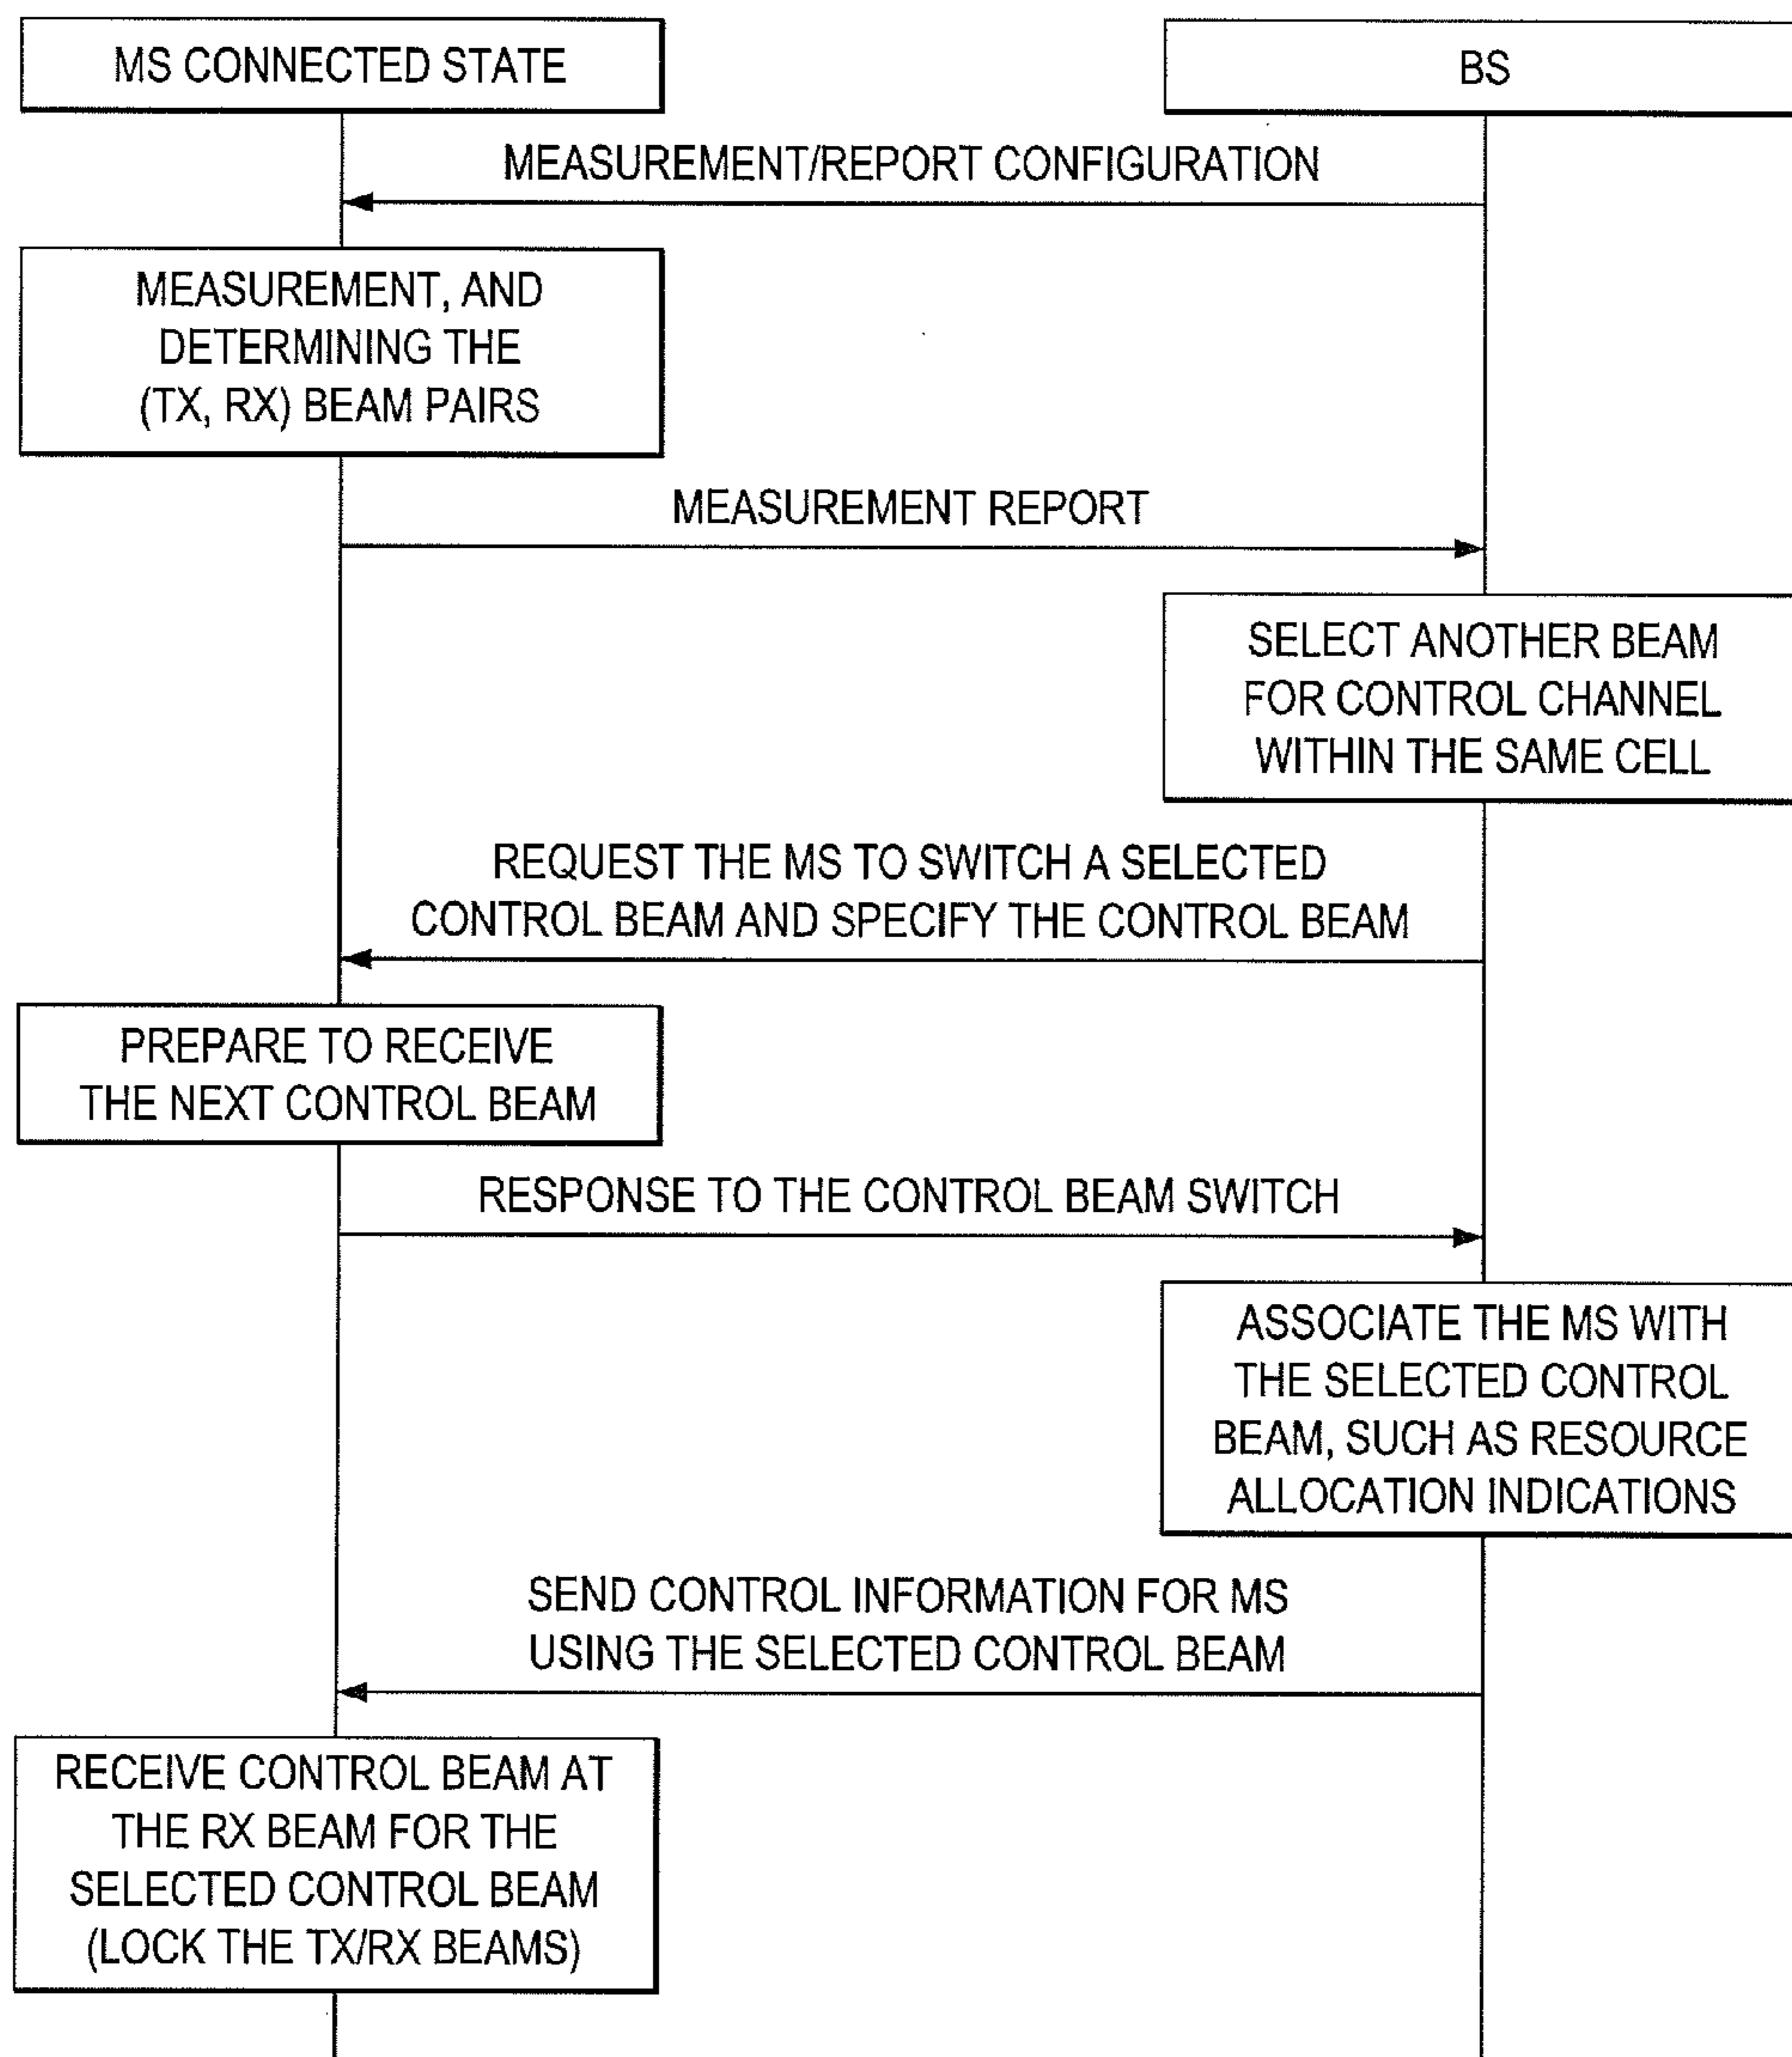 MS CONNECTED STATE
BS
MEASUREMENT/REPORT CONFIGURATION
MEASUREMENT, AND
DETERMINING THE
(TX, RX) BEAM PAIRS
MEASUREMENT REPORT
SELECT ANOTHER BEAM
FOR CONTROL CHANNEL
WITHIN THE SAME CELL
REQUEST THE MS TO SWITCH A SELECTED
CONTROL BEAM AND SPECIFY THE CONTROL BEAM
PREPARE TO RECEIVE
THE NEXT CONTROL BEAM
RESPONSE TO THE CONTROL BEAM SWITCH
ASSOCIATE THE MS WITH
THE SELECTED CONTROL
BEAM, SUCH AS RESOURCE
ALLOCATION INDICATIONS
SEND CONTROL INFORMATION FOR MS
USING THE SELECTED CONTROL BEAM
RECEIVE CONTROL BEAM AT
THE RX BEAM FOR THE
SELECTED CONTROL BEAM
(LOCK THE TX/RX BEAMS)